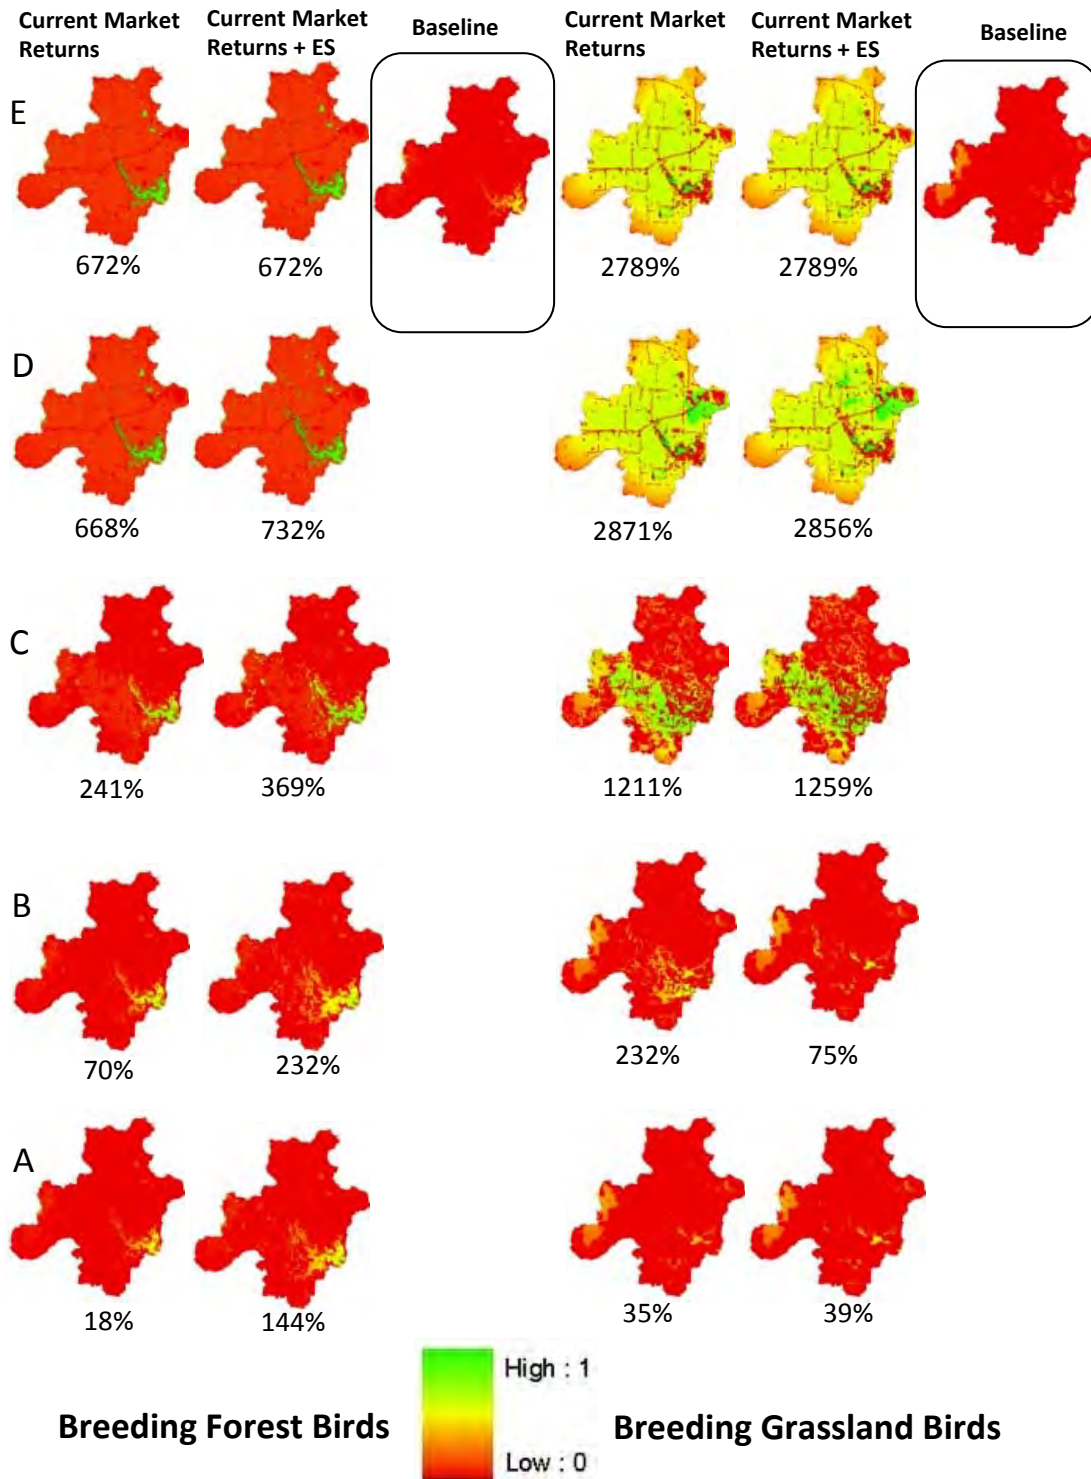 Current Market
Returns
Current Market
Returns + ES
Baseline
Current Market
Returns
Current Market
Returns + ES
Baseline
E
672%
672%
2789%
2789%
D
668%
732%
2871%
2856%
C
241%
369%
1211%
1259%
B
70%
232%
232%
75%
A
18%
144%
35%
39%
High : 1
Low : 0
Breeding Forest Birds
Breeding Grassland Birds